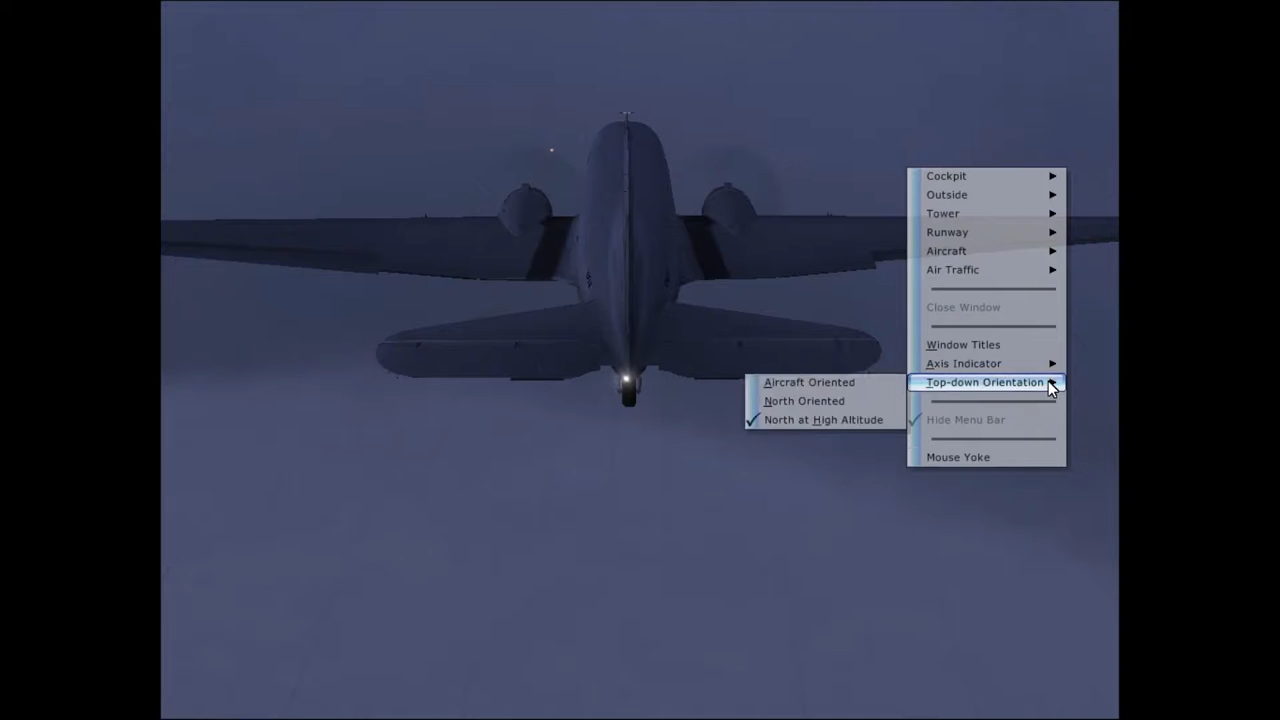 Cockpit
Outside
Tower
Runway
Aircraft
Air Traffic
Close Window
Window Titles
Axis Indicator
Top-down Orientation
Aircraft Oriented
North Oriented
North at High Altitude
Hide Menu Bar
Mouse Yoke